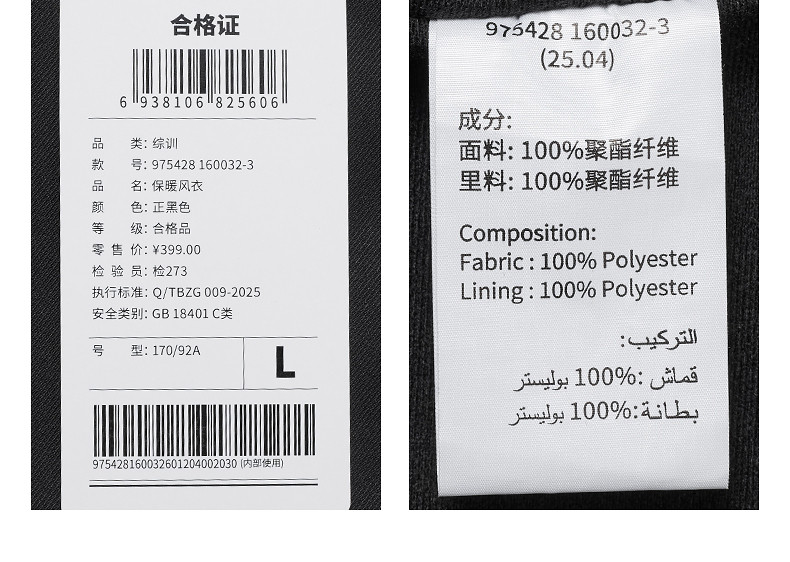 合格证
6 938106 825606
品 类: 综训
款 号: 975428 160032-3
品 名: 保暖风衣
颜 色: 正黑色
等 级: 合格品
零 售 价: ¥399.00
检 验 员: 检273
执行标准: Q/TBZG 009-2025
安全类别: GB 18401 C类
号 型: 170/92A
L
975428160032601204002030 (内部使用)
975428 160032-3
(25.04)
成分:
面料: 100%聚酯纤维
里料: 100%聚酯纤维
Composition:
Fabric : 100% Polyester
Lining : 100% Polyester
التركيب:
قماش :%100 بوليستر
بطانة:%100 بوليستر